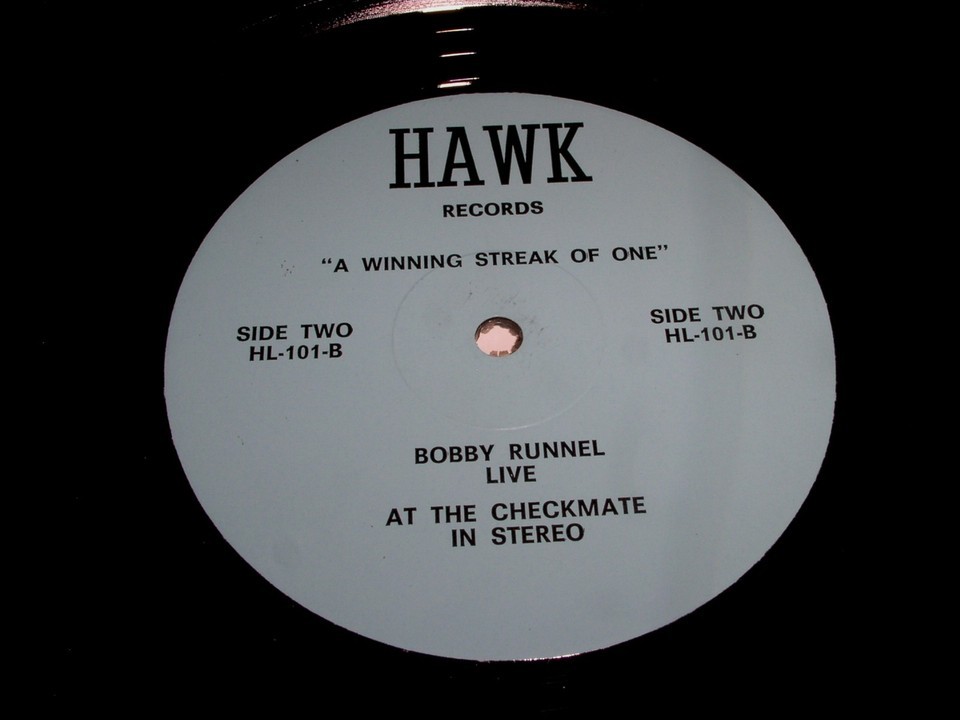 HAWK
RECORDS
“A WINNING STREAK OF ONE”
SIDE TWO
HL-101-B
SIDE TWO
HL-101-B
BOBBY RUNNEL
LIVE
AT THE CHECKMATE
IN STEREO